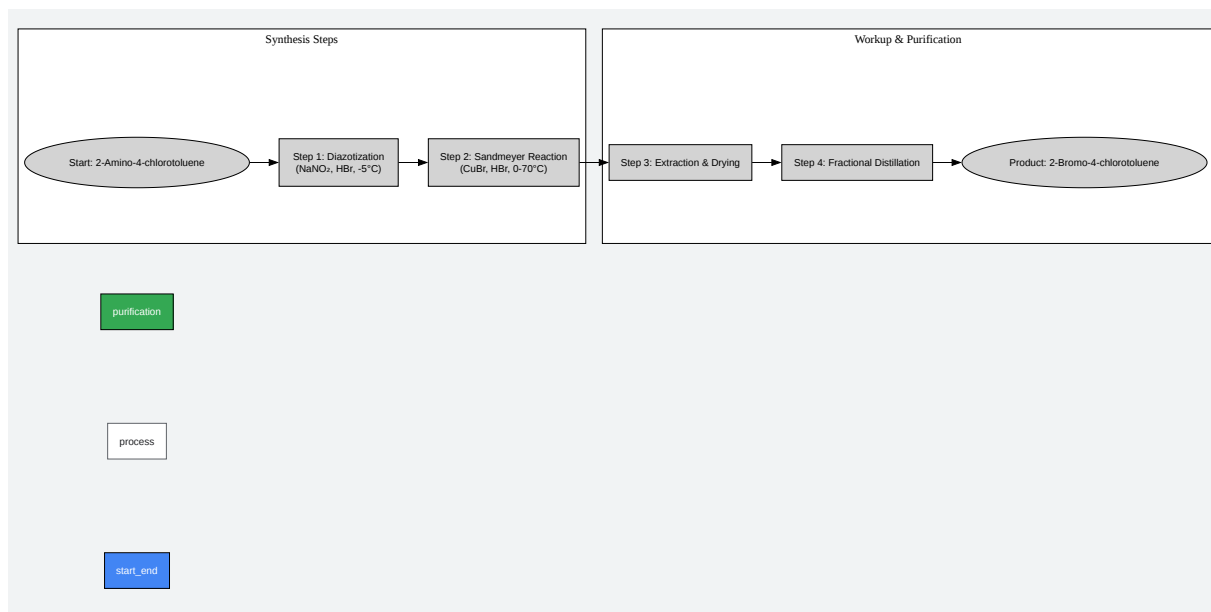 Synthesis Steps
Workup & Purification
Start: 2-Amino-4-chlorotoluene
Step 1: Diazotization
(NaNO₂, HBr, -5°C)
Step 2: Sandmeyer Reaction
(CuBr, HBr, 0-70°C)
Step 3: Extraction & Drying
Step 4: Fractional Distillation
Product: 2-Bromo-4-chlorotoluene
purification
process
start_end